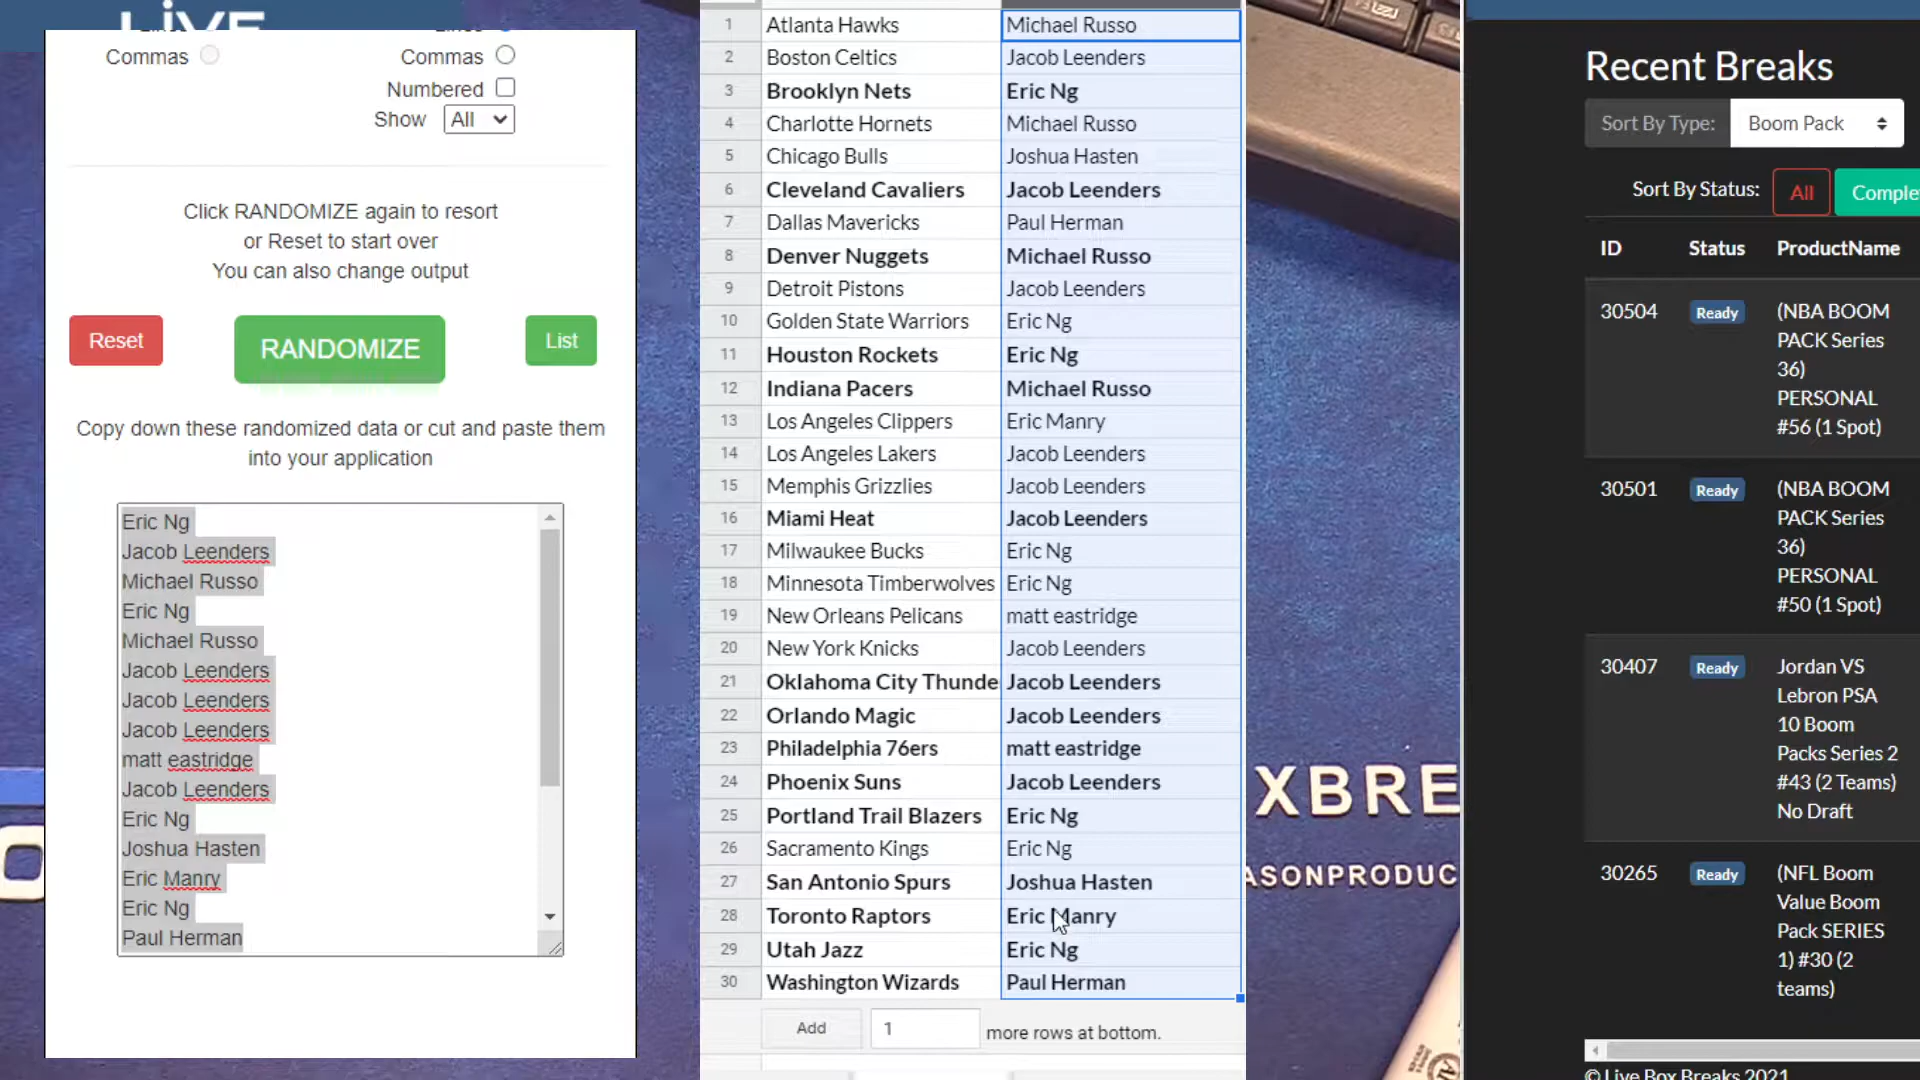 LIVE
Commas
Commas
Numbered
Show All
Click RANDOMIZE again to resort
or Reset to start over
You can also change output
Reset
RANDOMIZE
List
Copy down these randomized data or cut and paste them
into your application
Eric Ng
Jacob Leenders
Michael Russo
Eric Ng
Michael Russo
Jacob Leenders
Jacob Leenders
Jacob Leenders
matt eastridge
Jacob Leenders
Eric Ng
Joshua Hasten
Eric Manry
Eric Ng
Paul Herman
1 Atlanta Hawks Michael Russo
2 Boston Celtics Jacob Leenders
3 Brooklyn Nets Eric Ng
4 Charlotte Hornets Michael Russo
5 Chicago Bulls Joshua Hasten
6 Cleveland Cavaliers Jacob Leenders
7 Dallas Mavericks Paul Herman
8 Denver Nuggets Michael Russo
9 Detroit Pistons Jacob Leenders
10 Golden State Warriors Eric Ng
11 Houston Rockets Eric Ng
12 Indiana Pacers Michael Russo
13 Los Angeles Clippers Eric Manry
14 Los Angeles Lakers Jacob Leenders
15 Memphis Grizzlies Jacob Leenders
16 Miami Heat Jacob Leenders
17 Milwaukee Bucks Eric Ng
18 Minnesota Timberwolves Eric Ng
19 New Orleans Pelicans matt eastridge
20 New York Knicks Jacob Leenders
21 Oklahoma City Thunde Jacob Leenders
22 Orlando Magic Jacob Leenders
23 Philadelphia 76ers matt eastridge
24 Phoenix Suns Jacob Leenders
25 Portland Trail Blazers Eric Ng
26 Sacramento Kings Eric Ng
27 San Antonio Spurs Joshua Hasten
28 Toronto Raptors Eric Manry
29 Utah Jazz Eric Ng
30 Washington Wizards Paul Herman
Add 1 more rows at bottom.
XBRE
ASONPRODUC
Recent Breaks
Sort By Type: Boom Pack
Sort By Status: All Comple
ID Status ProductName
30504 Ready (NBA BOOM
PACK Series
36)
PERSONAL
#56 (1 Spot)
30501 Ready (NBA BOOM
PACK Series
36)
PERSONAL
#50 (1 Spot)
30407 Ready Jordan VS
Lebron PSA
10 Boom
Packs Series 2
#43 (2 Teams)
No Draft
30265 Ready (NFL Boom
Value Boom
Pack SERIES
1) #30 (2
teams)
© Live Box Breaks 2021